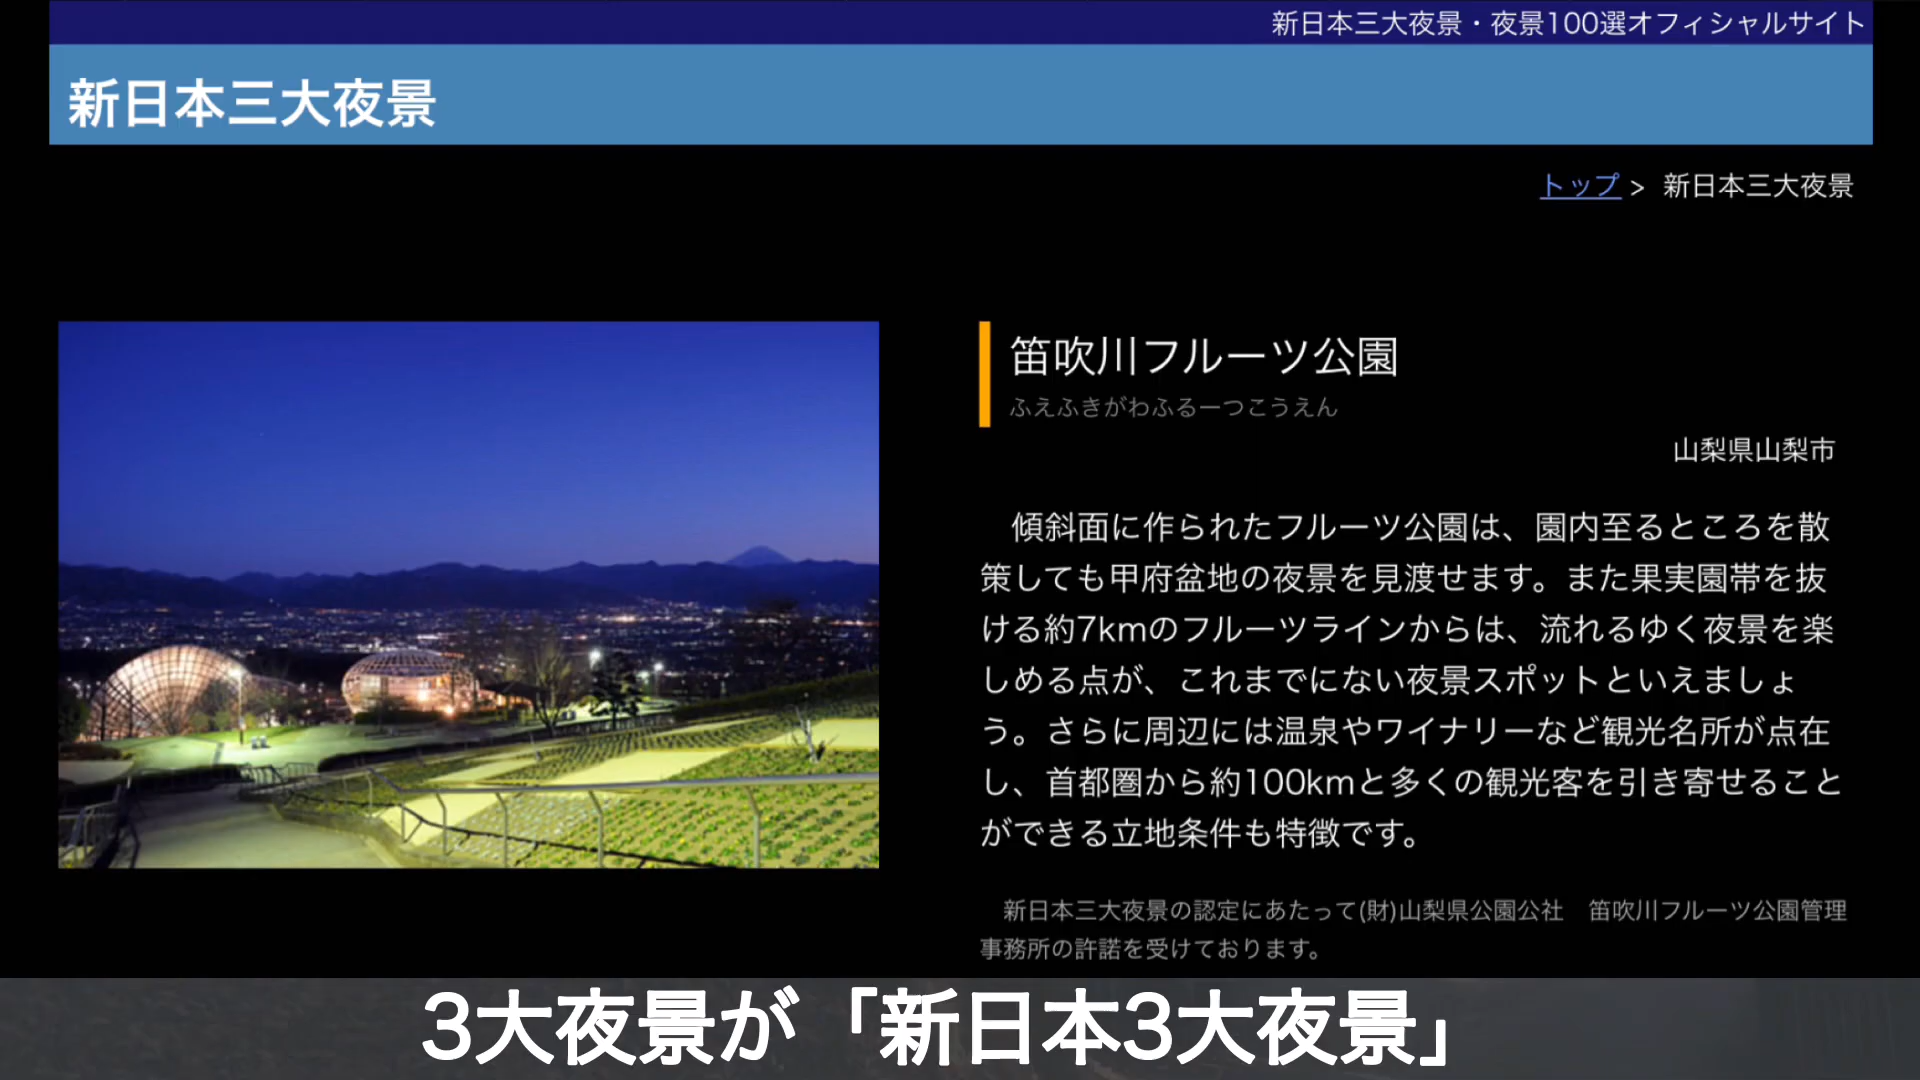 新日本三大夜景・夜景100選オフィシャルサイト
新日本三大夜景
トップ > 新日本三大夜景
笛吹川フルーツ公園
ふえふきがわふるーつこうえん
山梨県山梨市
傾斜面に作られたフルーツ公園は、園内至るところを散
策しても甲府盆地の夜景を見渡せます。また果実園帯を抜
ける約7kmのフルーツラインからは、流れるゆく夜景を楽
しめる点が、これまでにない夜景スポットといえましょ
う。さらに周辺には温泉やワイナリーなど観光名所が点在
し、首都圏から約100kmと多くの観光客を引き寄せること
ができる立地条件も特徴です。
新日本三大夜景の認定にあたって(財)山梨県公園公社　笛吹川フルーツ公園管理
事務所の許諾を受けております。
3大夜景が「新日本3大夜景」